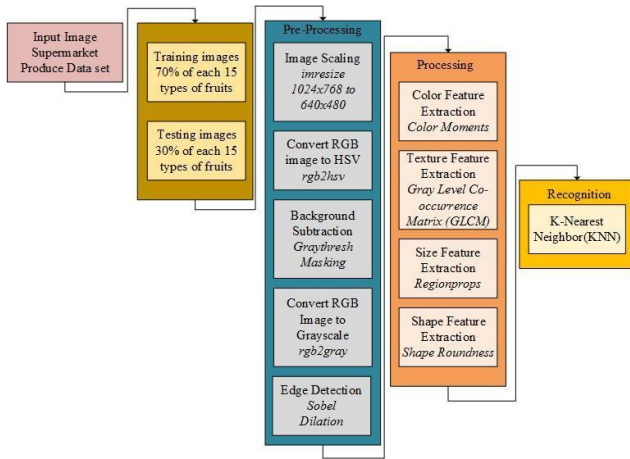 Input Image
Supermarket
Produce Data set
Training images
70% of each 15
types of fruits
Testing images
30% of each 15
types of fruits
Pre-Processing
Image Scaling
imresize
1024x768 to
640x480
Convert RGB
image to HSV
rgb2hsv
Background
Subtraction
Graythresh
Masking
Convert RGB
Image to
Grayscale
rgb2gray
Edge Detection
Sobel
Dilation
Processing
Color Feature
Extraction
Color Moments
Texture Feature
Extraction
Gray Level Co-
occurrence
Matrix (GLCM)
Size Feature
Extraction
Regionprops
Shape Feature
Extraction
Shape Roundness
Recognition
K-Nearest
Neighbor(KNN)